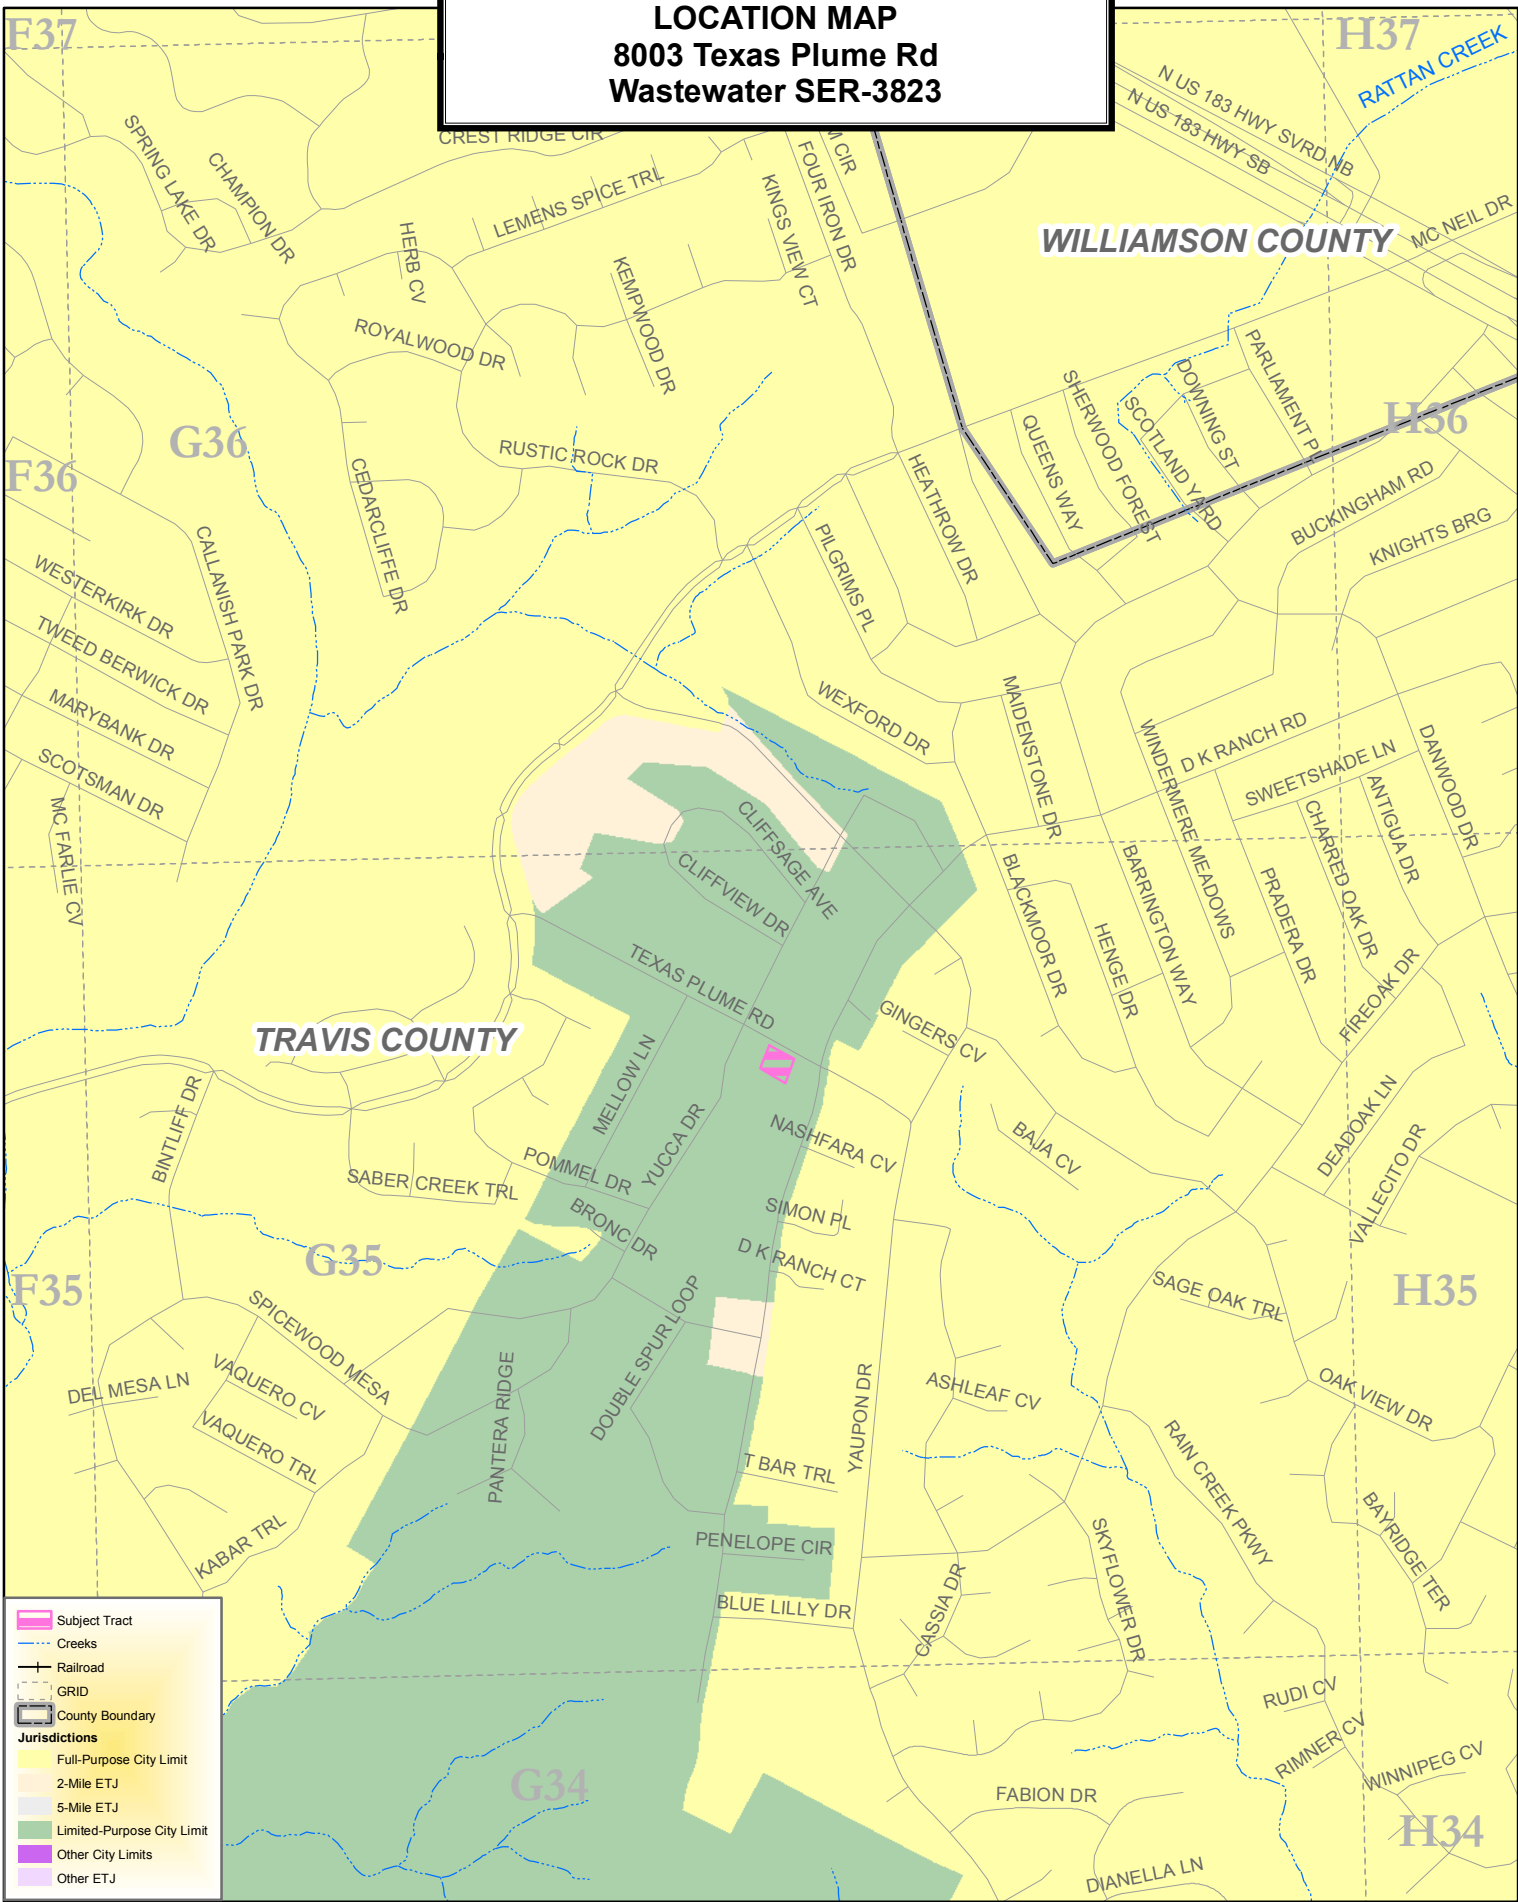 LOCATION MAP
8003 Texas Plume Rd
Wastewater SER-3823
F37
H37
RATTAN CREEK
N US 183 HWY SVRD NB
N US 183 HWY SB
CREST RIDGE CIR
M CIR
SPRING LAKE DR
CHAMPION DR
LEMENS SPICE TRL
FOUR IRON DR
KINGS VIEW CT
MC NEIL DR
WILLIAMSON COUNTY
HERB CV
KEMPWOOD DR
ROYALWOOD DR
PARLIAMENT PL
DOWNING ST
SHERWOOD FOREST
SCOTLAND YARD
QUEENS WAY
H36
G36
F36
RUSTIC ROCK DR
CEDARCLIFFE DR
HEATHROW DR
BUCKINGHAM RD
KNIGHTS BRG
CALLANISH PARK DR
PILGRIMS PL
WESTERKIRK DR
TWEED BERWICK DR
MARYBANK DR
SCOTSMAN DR
MC FARLIE CV
WEXFORD DR
MAIDENSTONE DR
WINDERMERE MEADOWS
D K RANCH RD
SWEETSHADE LN
DANWOOD DR
ANTIGUA DR
CHARRED OAK DR
CLIFFSAGE AVE
CLIFFVIEW DR
BLACKMOOR DR
BARRINGTON WAY
PRADERA DR
HENGE DR
FIREOAK DR
TEXAS PLUME RD
GINGERS CV
TRAVIS COUNTY
MELLOW LN
YUCCA DR
NASHFARA CV
BAJA CV
DEADOAK LN
VALLECITO DR
BINTLIFF DR
SABER CREEK TRL
POMMEL DR
BRONC DR
SIMON PL
D K RANCH CT
G35
F35
H35
SAGE OAK TRL
SPICEWOOD MESA
DOUBLE SPUR LOOP
DEL MESA LN
VAQUERO CV
VAQUERO TRL
PANTERA RIDGE
YAUPON DR
ASHLEAF CV
OAK VIEW DR
RAIN CREEK PKWY
T BAR TRL
BAYRIDGE TER
KABAR TRL
PENELOPE CIR
SKYFLOWER DR
CASSIA DR
BLUE LILLY DR
RUDI CV
RIMNER CV
WINNIPEG CV
G34
FABION DR
H34
DIANELLA LN
Subject Tract
Creeks
Railroad
GRID
County Boundary
Jurisdictions
Full-Purpose City Limit
2-Mile ETJ
5-Mile ETJ
Limited-Purpose City Limit
Other City Limits
Other ETJ